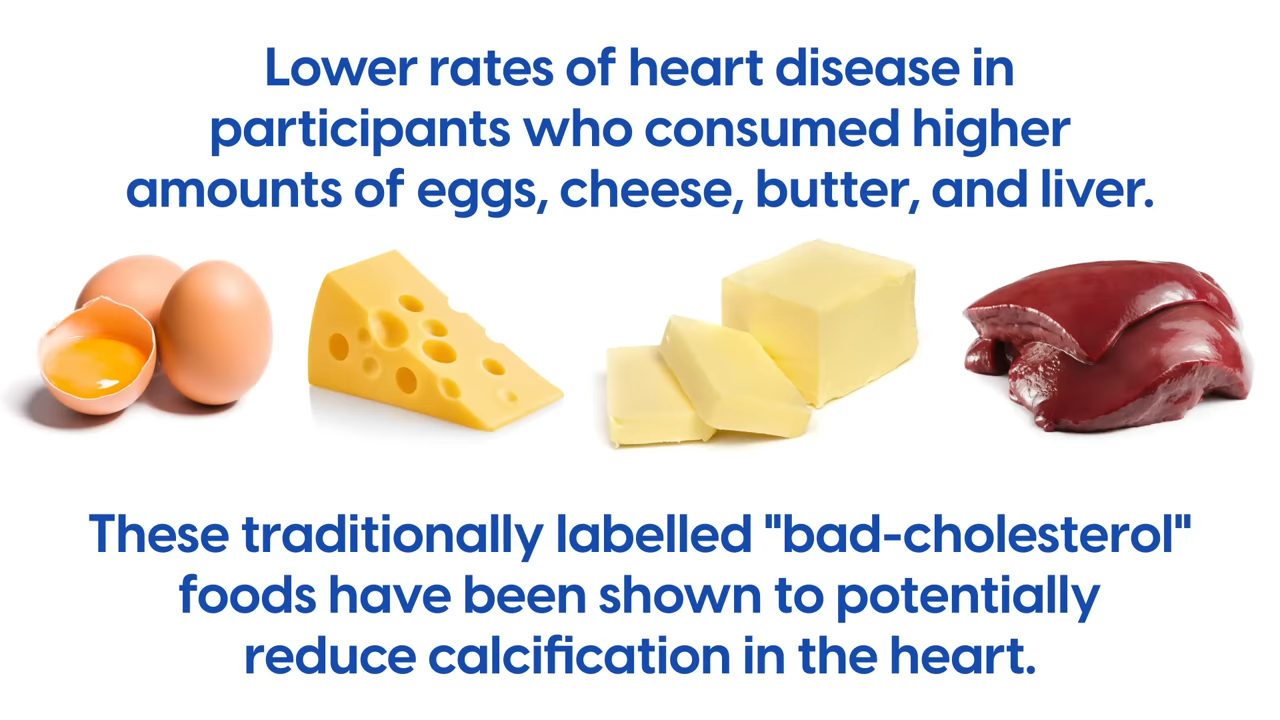 Lower rates of heart disease in
participants who consumed higher
amounts of eggs, cheese, butter, and liver.
These traditionally labelled "bad-cholesterol"
foods have been shown to potentially
reduce calcification in the heart.